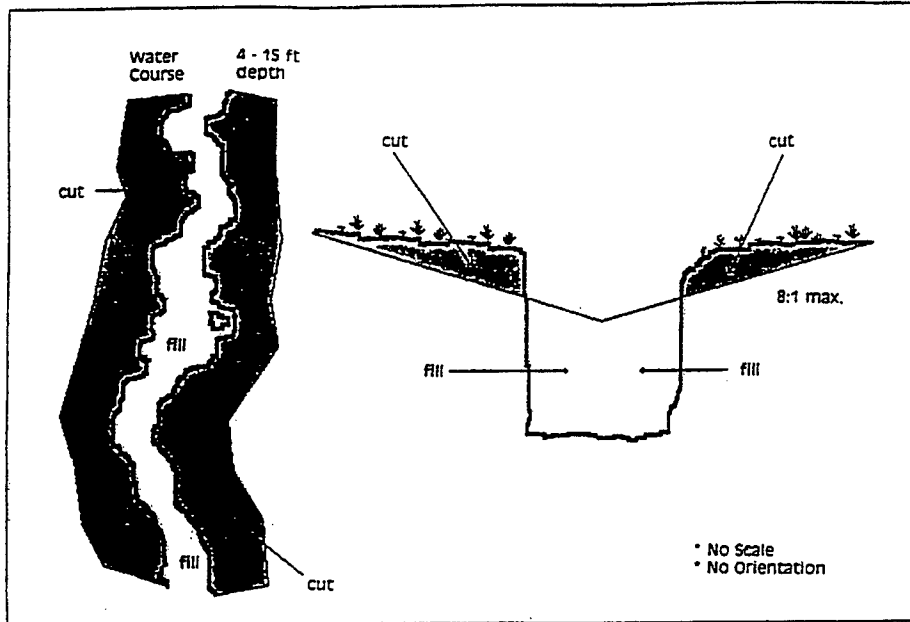 Water
Course
4 - 15 ft
depth
cut
fill
fill
cut
cut
cut
8:1 max.
fill
fill
* No Scale
* No Orientation